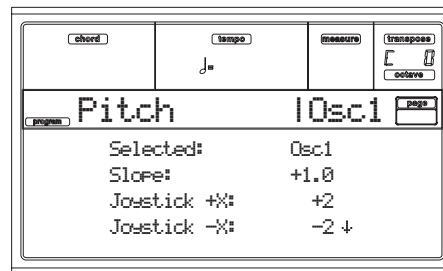 chord tempo measure transpose
♩= C 0
octave
program Pitch |Osc1 page
Selected: Osc1
Slope: +1.0
Joystick +X: +2
Joystick -X: -2 ↓